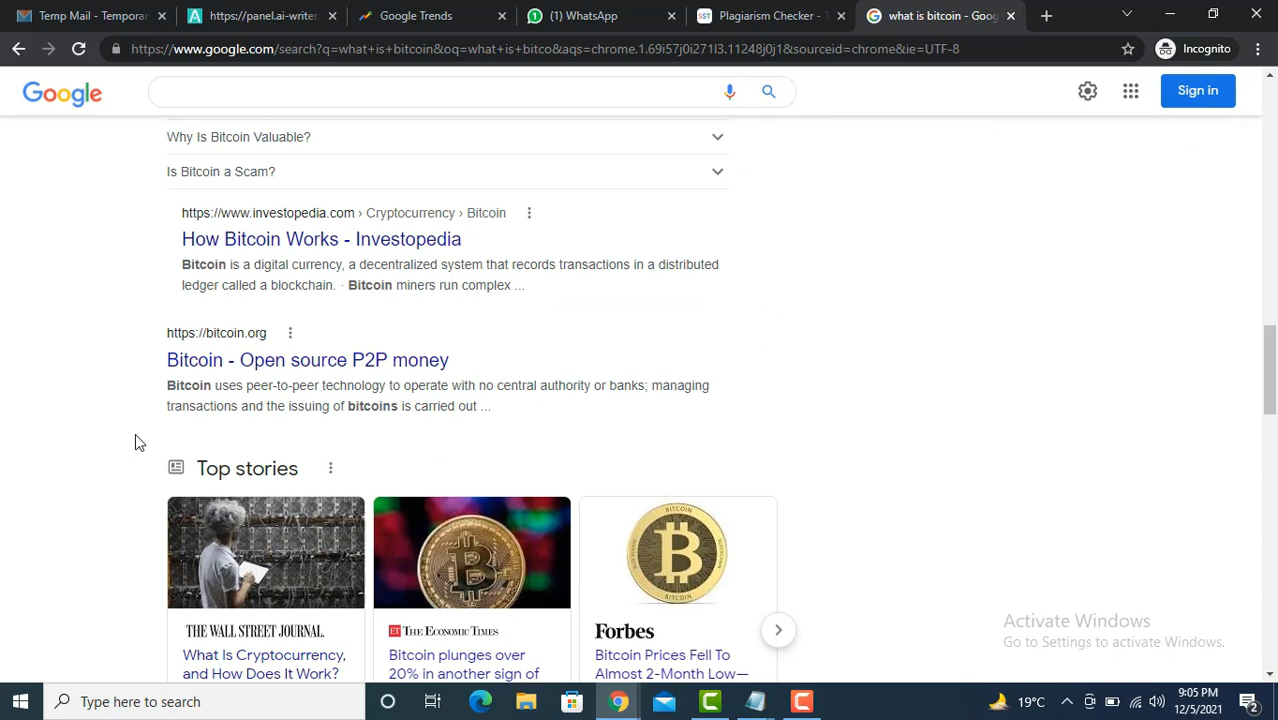 Temp Mail - Tempora
https://panel.ai-writer
Google Trends
(1) WhatsApp
SST
Plagiarism Checker - 1
what is bitcoin - Goog
https://www.google.com/search?q=what+is+bitcoin&oq=what+is+bitco&aqs=chrome.1.69i57j0i271l3.11248j0j1&sourceid=chrome&ie=UTF-8
Incognito
Google
Sign in
Why Is Bitcoin Valuable?
Is Bitcoin a Scam?
https://www.investopedia.com › Cryptocurrency › Bitcoin
How Bitcoin Works - Investopedia
Bitcoin is a digital currency, a decentralized system that records transactions in a distributed
ledger called a blockchain. · Bitcoin miners run complex ...
https://bitcoin.org
Bitcoin - Open source P2P money
Bitcoin uses peer-to-peer technology to operate with no central authority or banks; managing
transactions and the issuing of bitcoins is carried out ...
Top stories
BITCOIN
THE WALL STREET JOURNAL.
What Is Cryptocurrency,
and How Does It Work?
ET THE ECONOMIC TIMES
Bitcoin plunges over
20% in another sign of
Forbes
Bitcoin Prices Fell To
Almost 2-Month Low—
Activate Windows
Go to Settings to activate Windows.
Type here to search
19°C
9:05 PM
12/5/2021
2